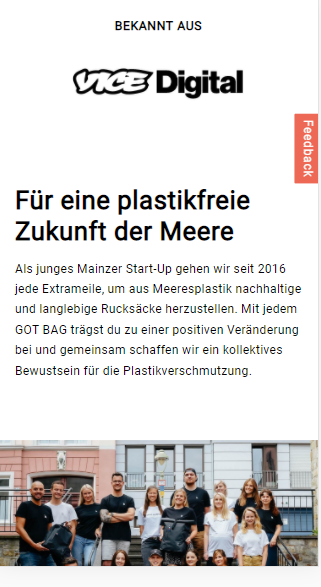 BEKANNT AUS
VICE Digital
Feedback
Für eine plastikfreie
Zukunft der Meere
Als junges Mainzer Start-Up gehen wir seit 2016
jede Extrameile, um aus Meeresplastik nachhaltige
und langlebige Rucksäcke herzustellen. Mit jedem
GOT BAG trägst du zu einer positiven Veränderung
bei und gemeinsam schaffen wir ein kollektives
Bewustsein für die Plastikverschmutzung.